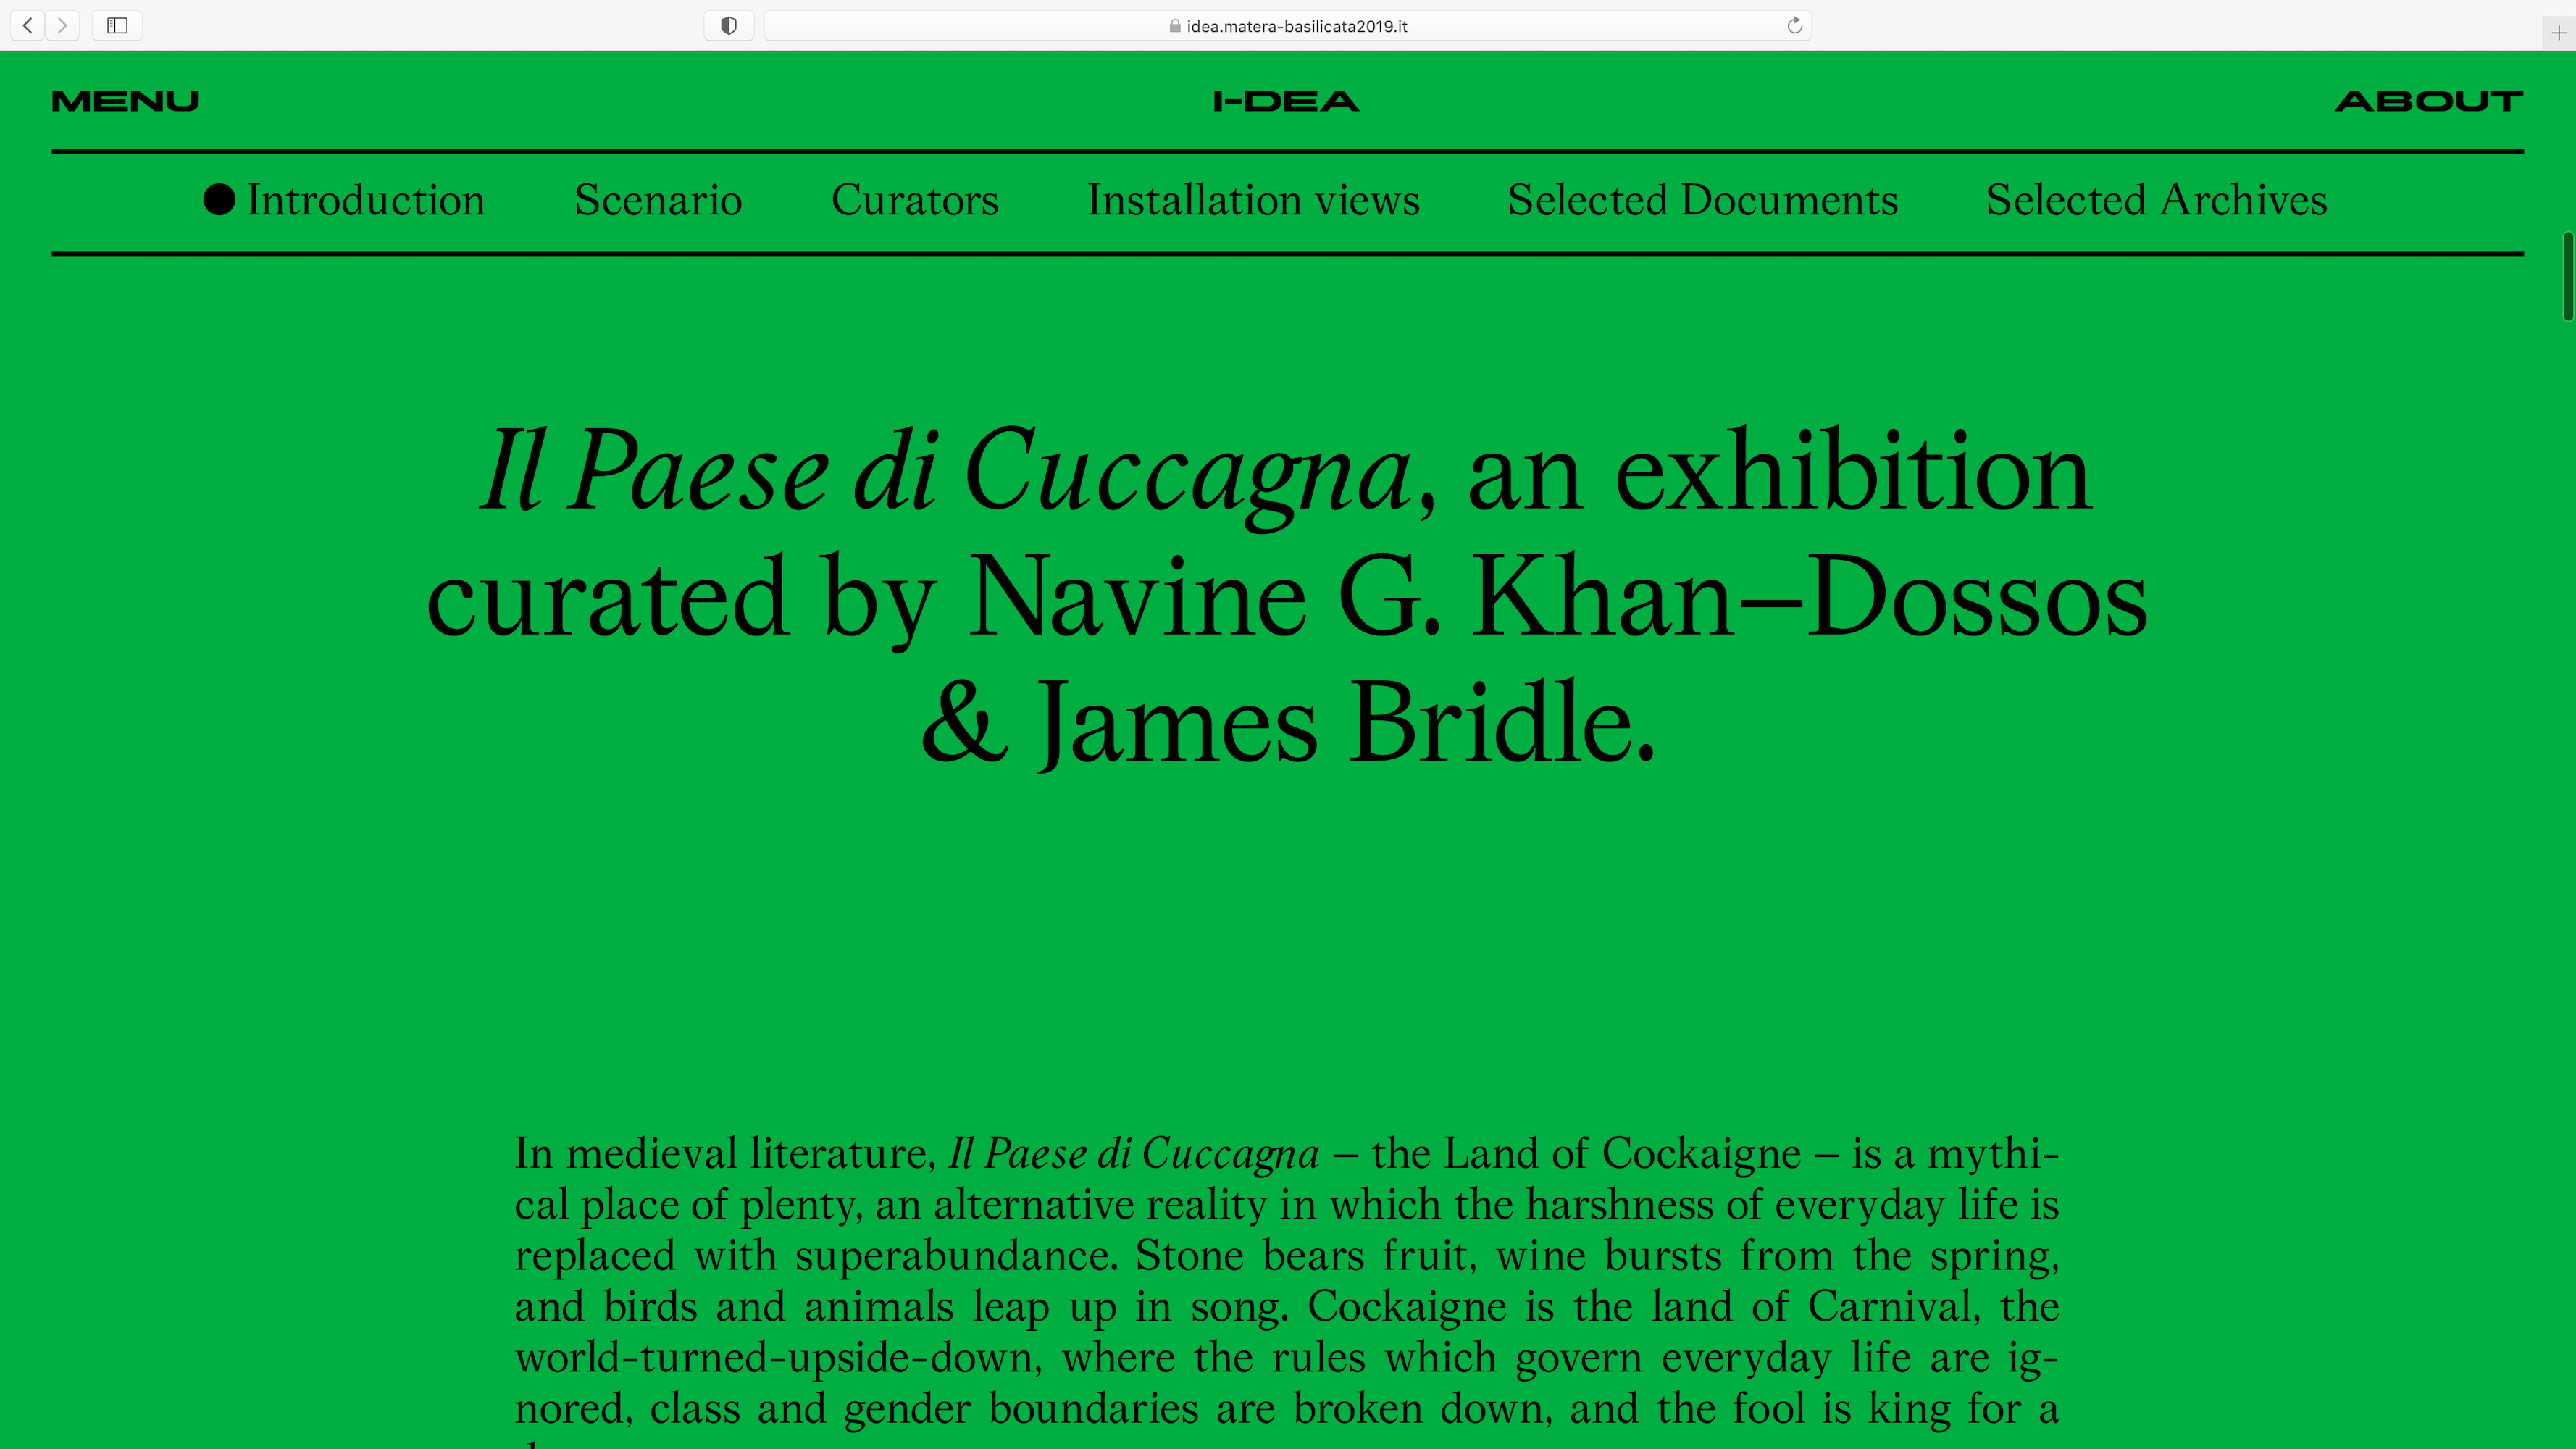 idea.matera-basilicata2019.it
MENU
I-DEA
ABOUT
Introduction
Scenario
Curators
Installation views
Selected Documents
Selected Archives
Il Paese di Cuccagna, an exhibition
curated by Navine G. Khan–Dossos
& James Bridle.
In medieval literature, Il Paese di Cuccagna – the Land of Cockaigne – is a mythi-
cal place of plenty, an alternative reality in which the harshness of everyday life is
replaced with superabundance. Stone bears fruit, wine bursts from the spring,
and birds and animals leap up in song. Cockaigne is the land of Carnival, the
world-turned-upside-down, where the rules which govern everyday life are ig-
nored, class and gender boundaries are broken down, and the fool is king for a